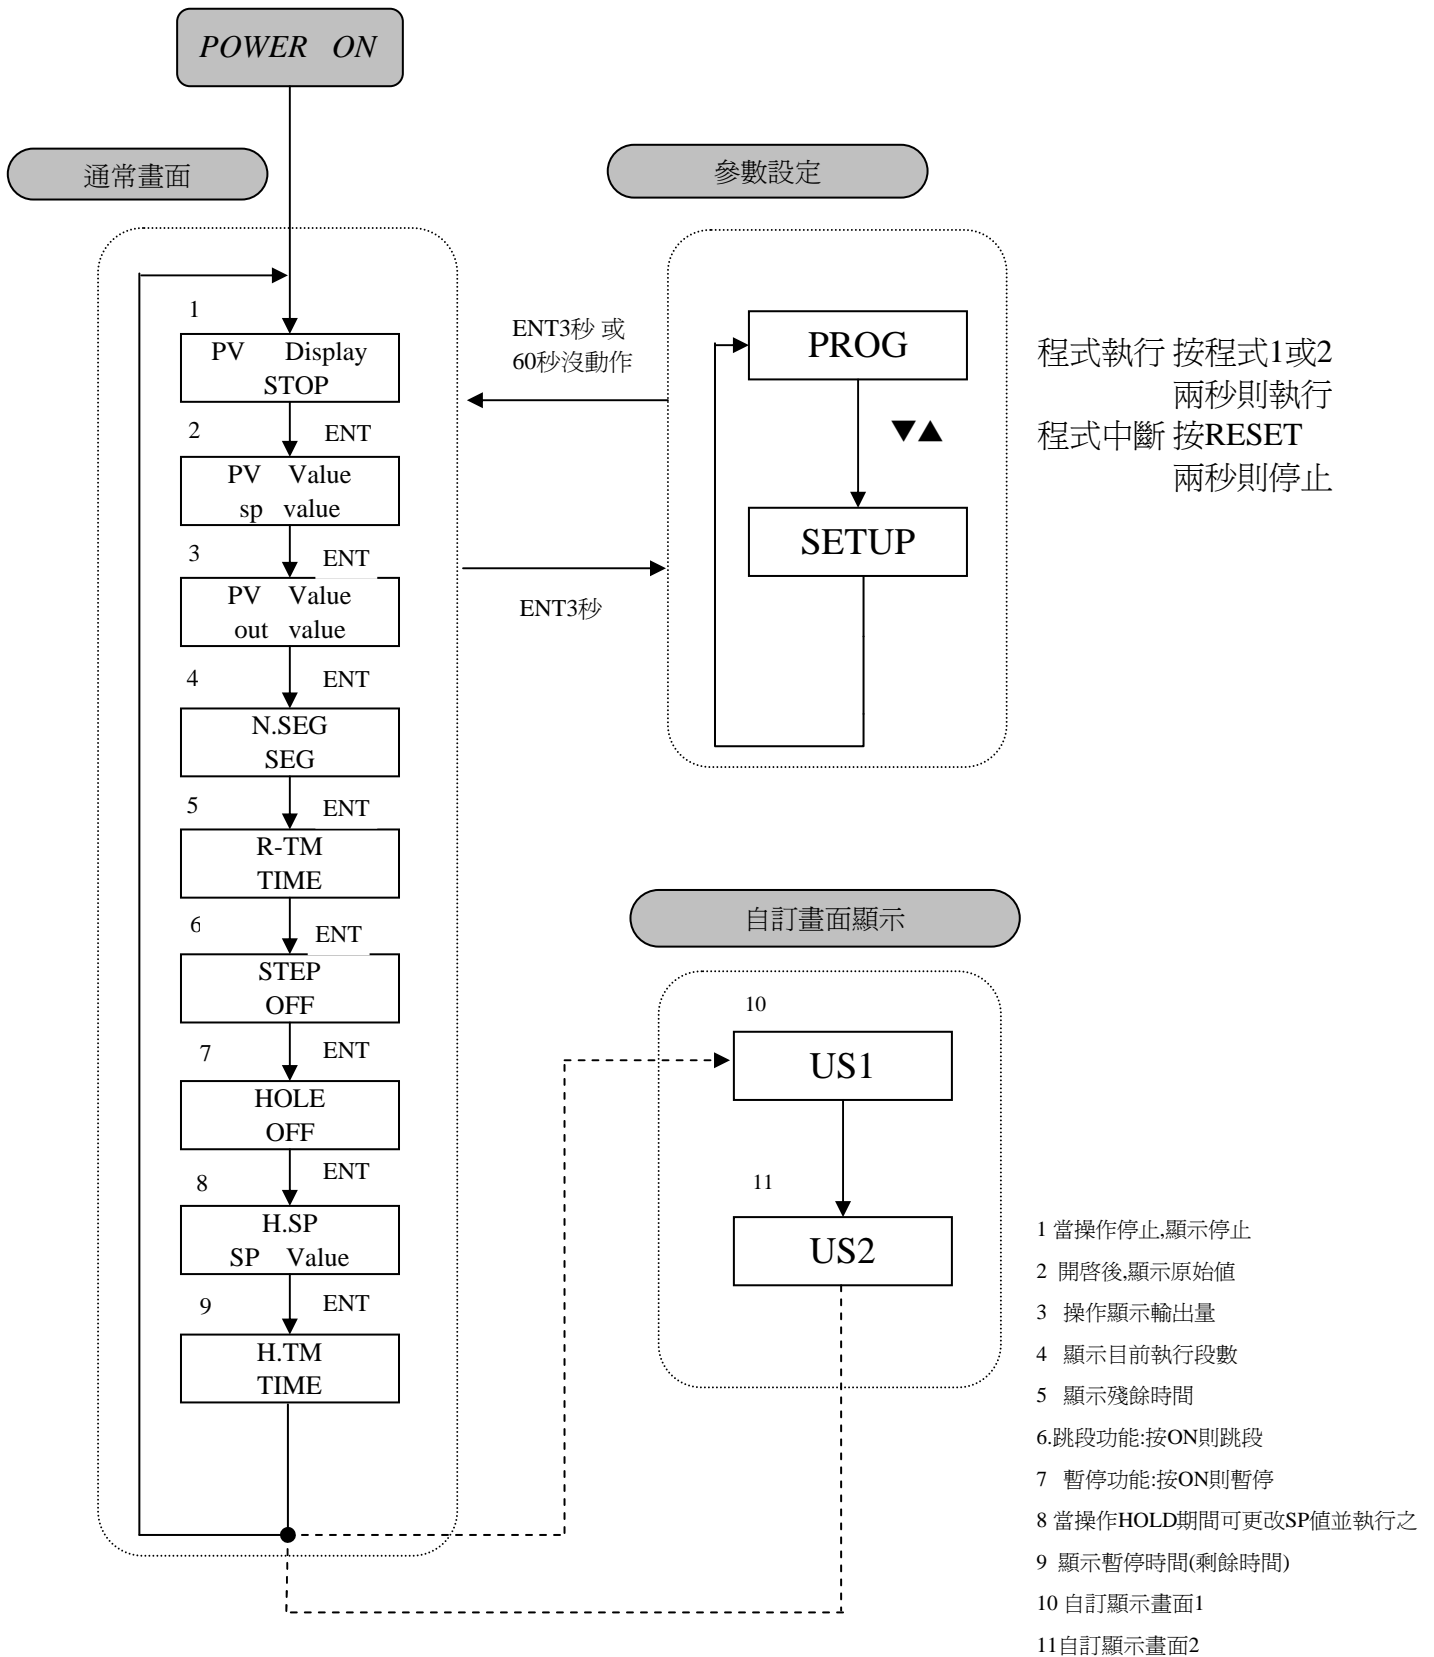 POWER ON
通常畫面
參數設定
1
PV Display
STOP
2
ENT
PV Value
sp value
3
ENT
PV Value
out value
4
ENT
N.SEG
SEG
5
ENT
R-TM
TIME
6
ENT
STEP
OFF
7
ENT
HOLE
OFF
8
ENT
H.SP
SP Value
9
ENT
H.TM
TIME
ENT3秒 或
60秒沒動作
ENT3秒
PROG
▼▲
SETUP
程式執行 按程式1或2
兩秒則執行
程式中斷 按RESET
兩秒則停止
自訂畫面顯示
10
US1
11
US2
1 當操作停止,顯示停止
2 開啓後,顯示原始值
3 操作顯示輸出量
4 顯示目前執行段數
5 顯示殘餘時間
6.跳段功能:按ON則跳段
7 暫停功能:按ON則暫停
8 當操作HOLD期間可更改SP值並執行之
9 顯示暫停時間(剩餘時間)
10 自訂顯示畫面1
11自訂顯示畫面2